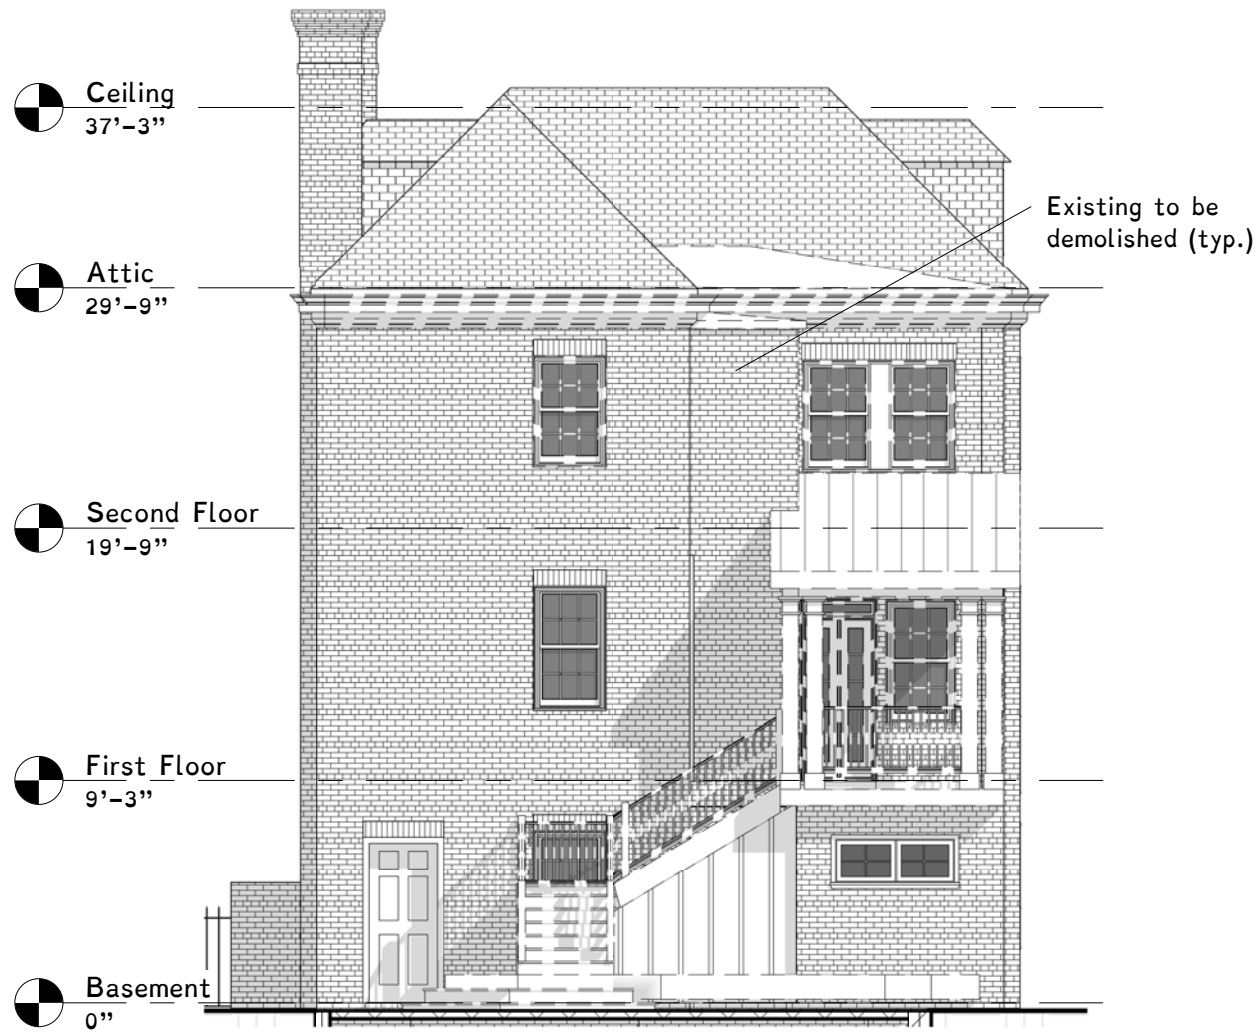 Ceiling
37’–3”
Existing to be
demolished (typ.)
Attic
29’–9”
Second Floor
19’–9”
First Floor
9’–3”
Basement
0”